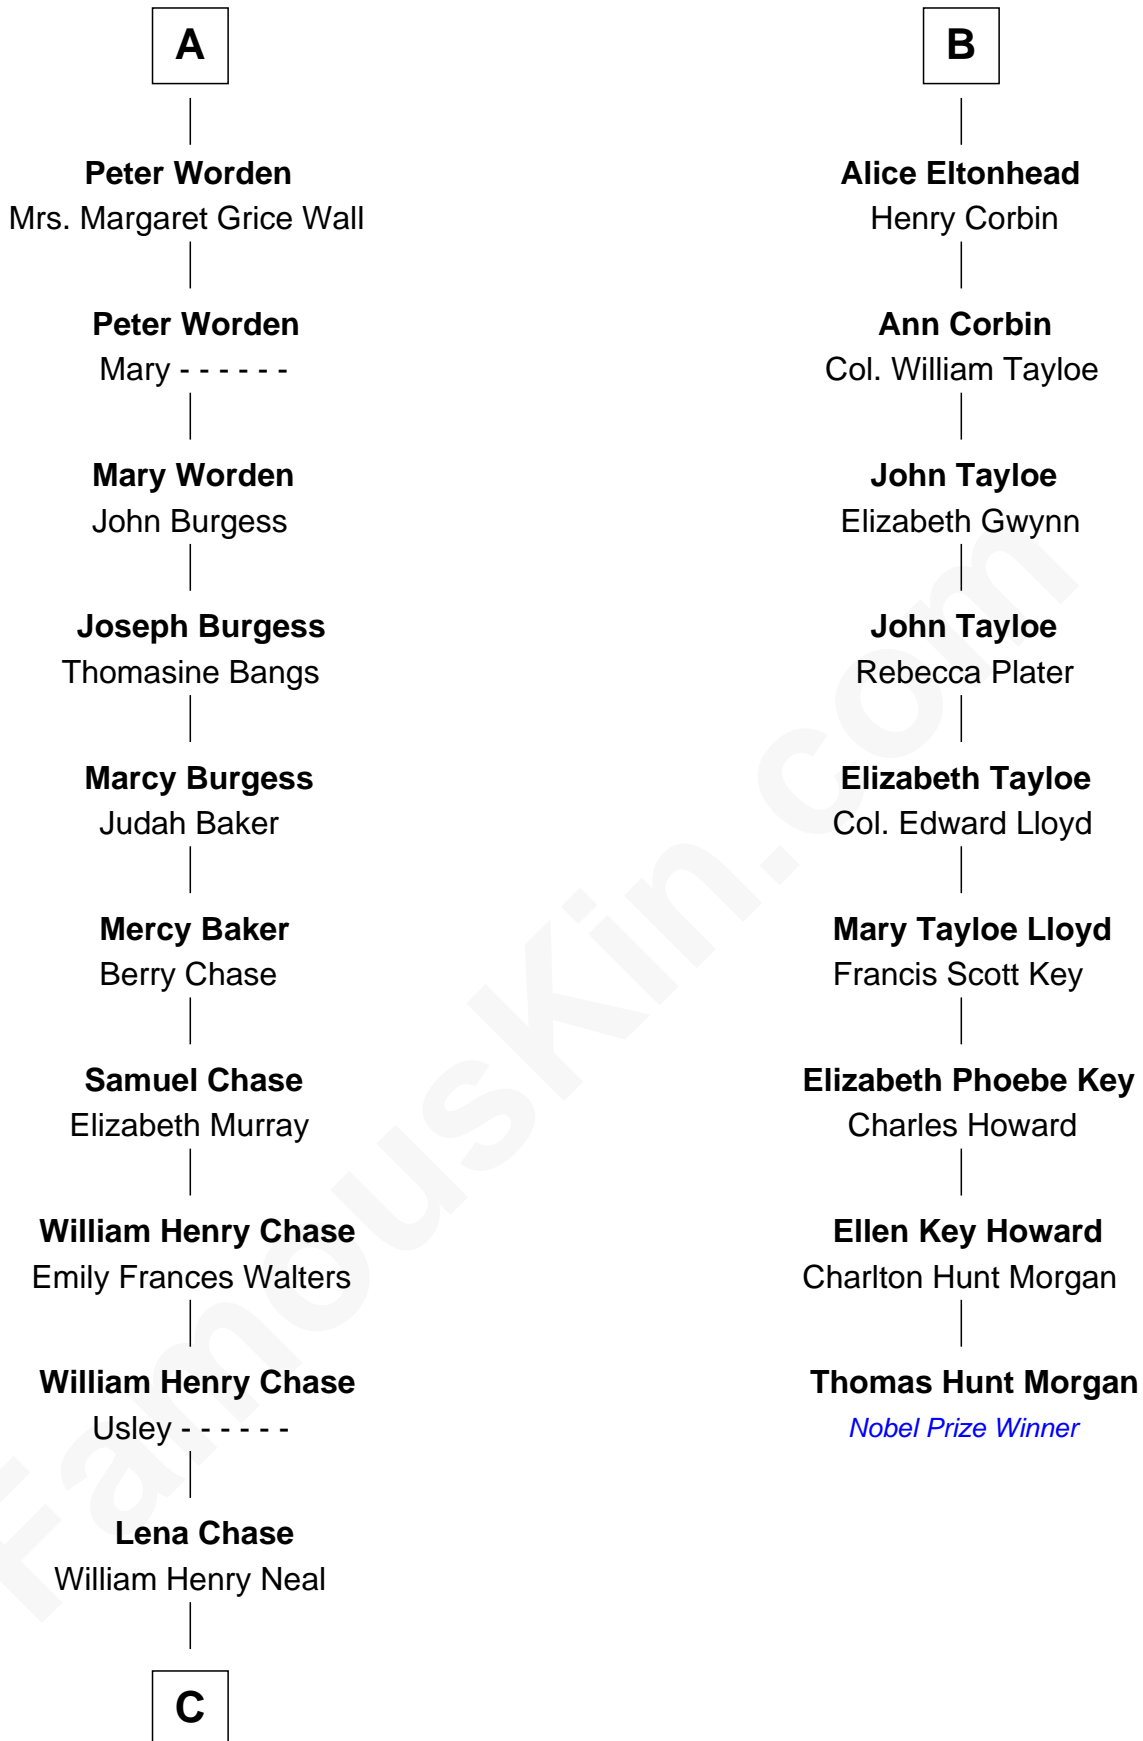 A
Peter Worden
Mrs. Margaret Grice Wall
Peter Worden
Mary - - - - - -
Mary Worden
John Burgess
Joseph Burgess
Thomasine Bangs
Marcy Burgess
Judah Baker
Mercy Baker
Berry Chase
Samuel Chase
Elizabeth Murray
William Henry Chase
Emily Frances Walters
William Henry Chase
Usley - - - - - -
Lena Chase
William Henry Neal
C
B
Alice Eltonhead
Henry Corbin
Ann Corbin
Col. William Tayloe
John Tayloe
Elizabeth Gwynn
John Tayloe
Rebecca Plater
Elizabeth Tayloe
Col. Edward Lloyd
Mary Tayloe Lloyd
Francis Scott Key
Elizabeth Phoebe Key
Charles Howard
Ellen Key Howard
Charlton Hunt Morgan
Thomas Hunt Morgan
Nobel Prize Winner
FamousKin.com